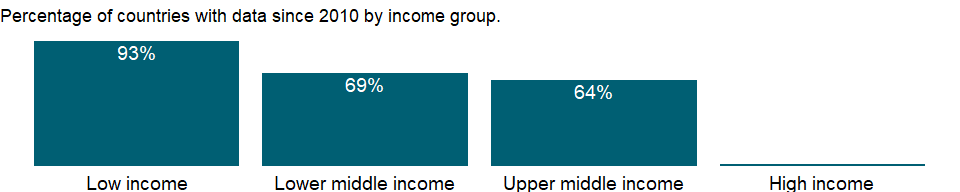 Percentage of countries with data since 2010 by income group.
93%
69%
64%
Low income
Lower middle income
Upper middle income
High income